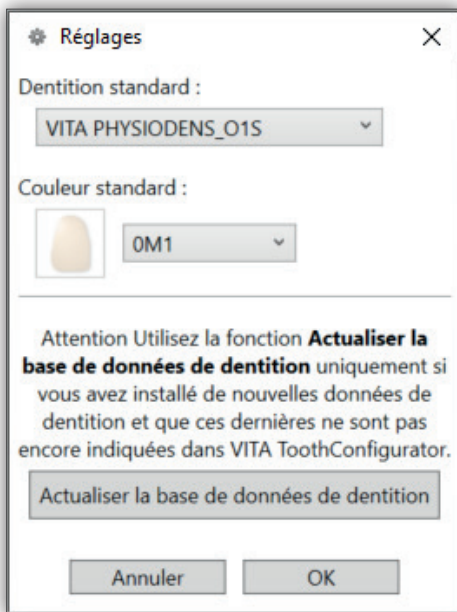 Réglages
Dentition standard :
VITA PHYSIODENS_O1S
Couleur standard :
0M1
Attention Utilisez la fonction Actualiser la
base de données de dentition uniquement si
vous avez installé de nouvelles données de
dentition et que ces dernières ne sont pas
encore indiquées dans VITA ToothConfigurator.
Actualiser la base de données de dentition
Annuler
OK